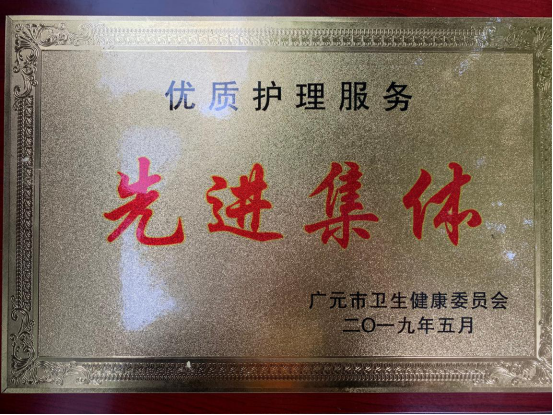 优质护理服务
先进集体
广元市卫生健康委员会
二〇一九年五月